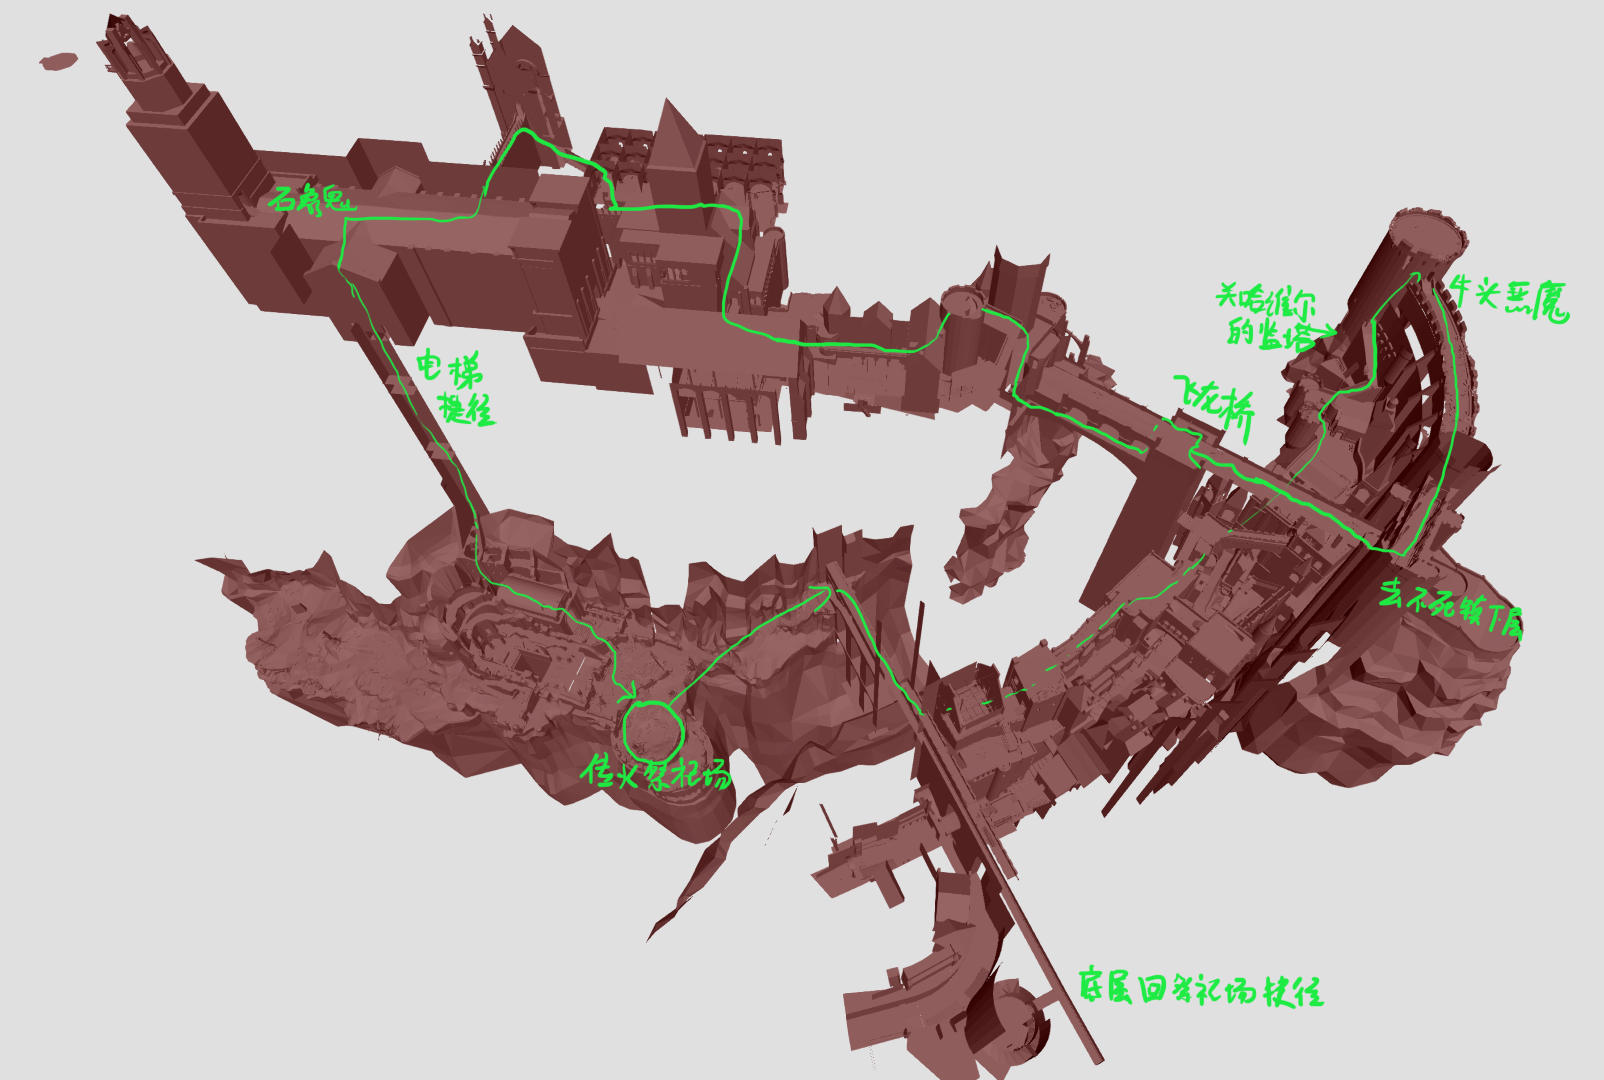 石像鬼
电梯
捷径
关哈维尔
的监塔
牛头恶魔
飞龙桥
去不死镇下层
传火祭祀场
底层回祭祀场捷径